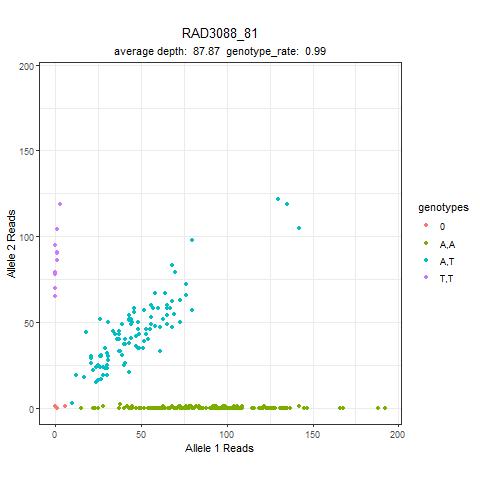 RAD3088_81
average depth: 87.87 genotype_rate: 0.99
200
150
100
50
0
Allele 2 Reads
0 50 100 150 200
Allele 1 Reads
genotypes
0
A,A
A,T
T,T